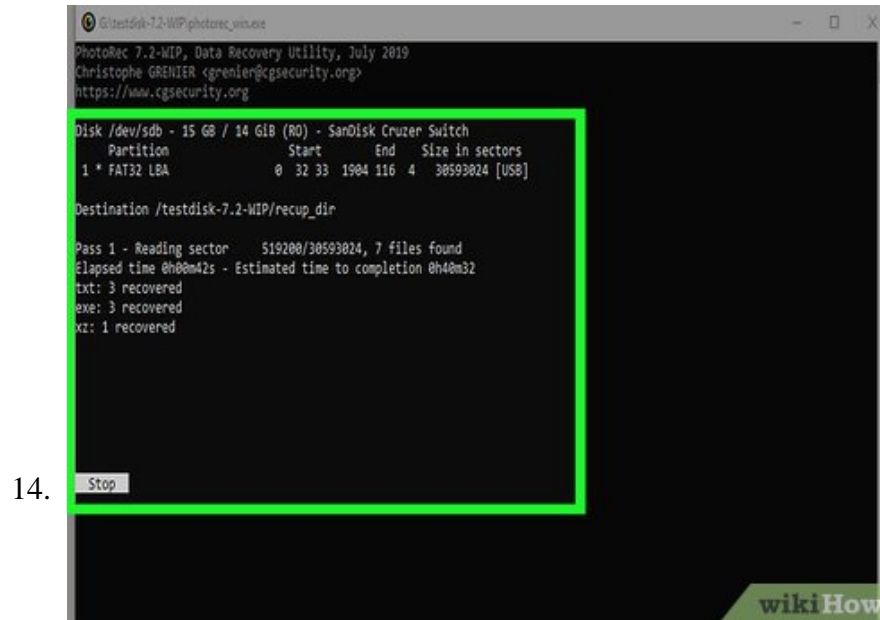 G:\testdisk-7.2-WIP\photorec_win.exe
PhotoRec 7.2-WIP, Data Recovery Utility, July 2019
Christophe GRENIER <grenier@cgsecurity.org>
https://www.cgsecurity.org
Disk /dev/sdb - 15 GB / 14 GiB (RO) - SanDisk Cruzer Switch
Partition Start End Size in sectors
1 * FAT32 LBA 0 32 33 1904 116 4 30593024 [USB]
Destination /testdisk-7.2-WIP/recup_dir
Pass 1 - Reading sector 519200/30593024, 7 files found
Elapsed time 0h00m42s - Estimated time to completion 0h40m32
txt: 3 recovered
exe: 3 recovered
xz: 1 recovered
14.
Stop
wikiHow